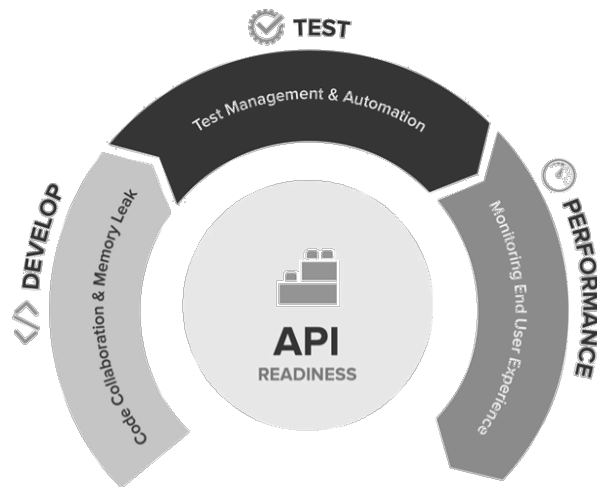 TEST
Test Management & Automation
DEVELOP
Code Collaboration & Memory Leak
PERFORMANCE
Monitoring End User Experience
API
READINESS